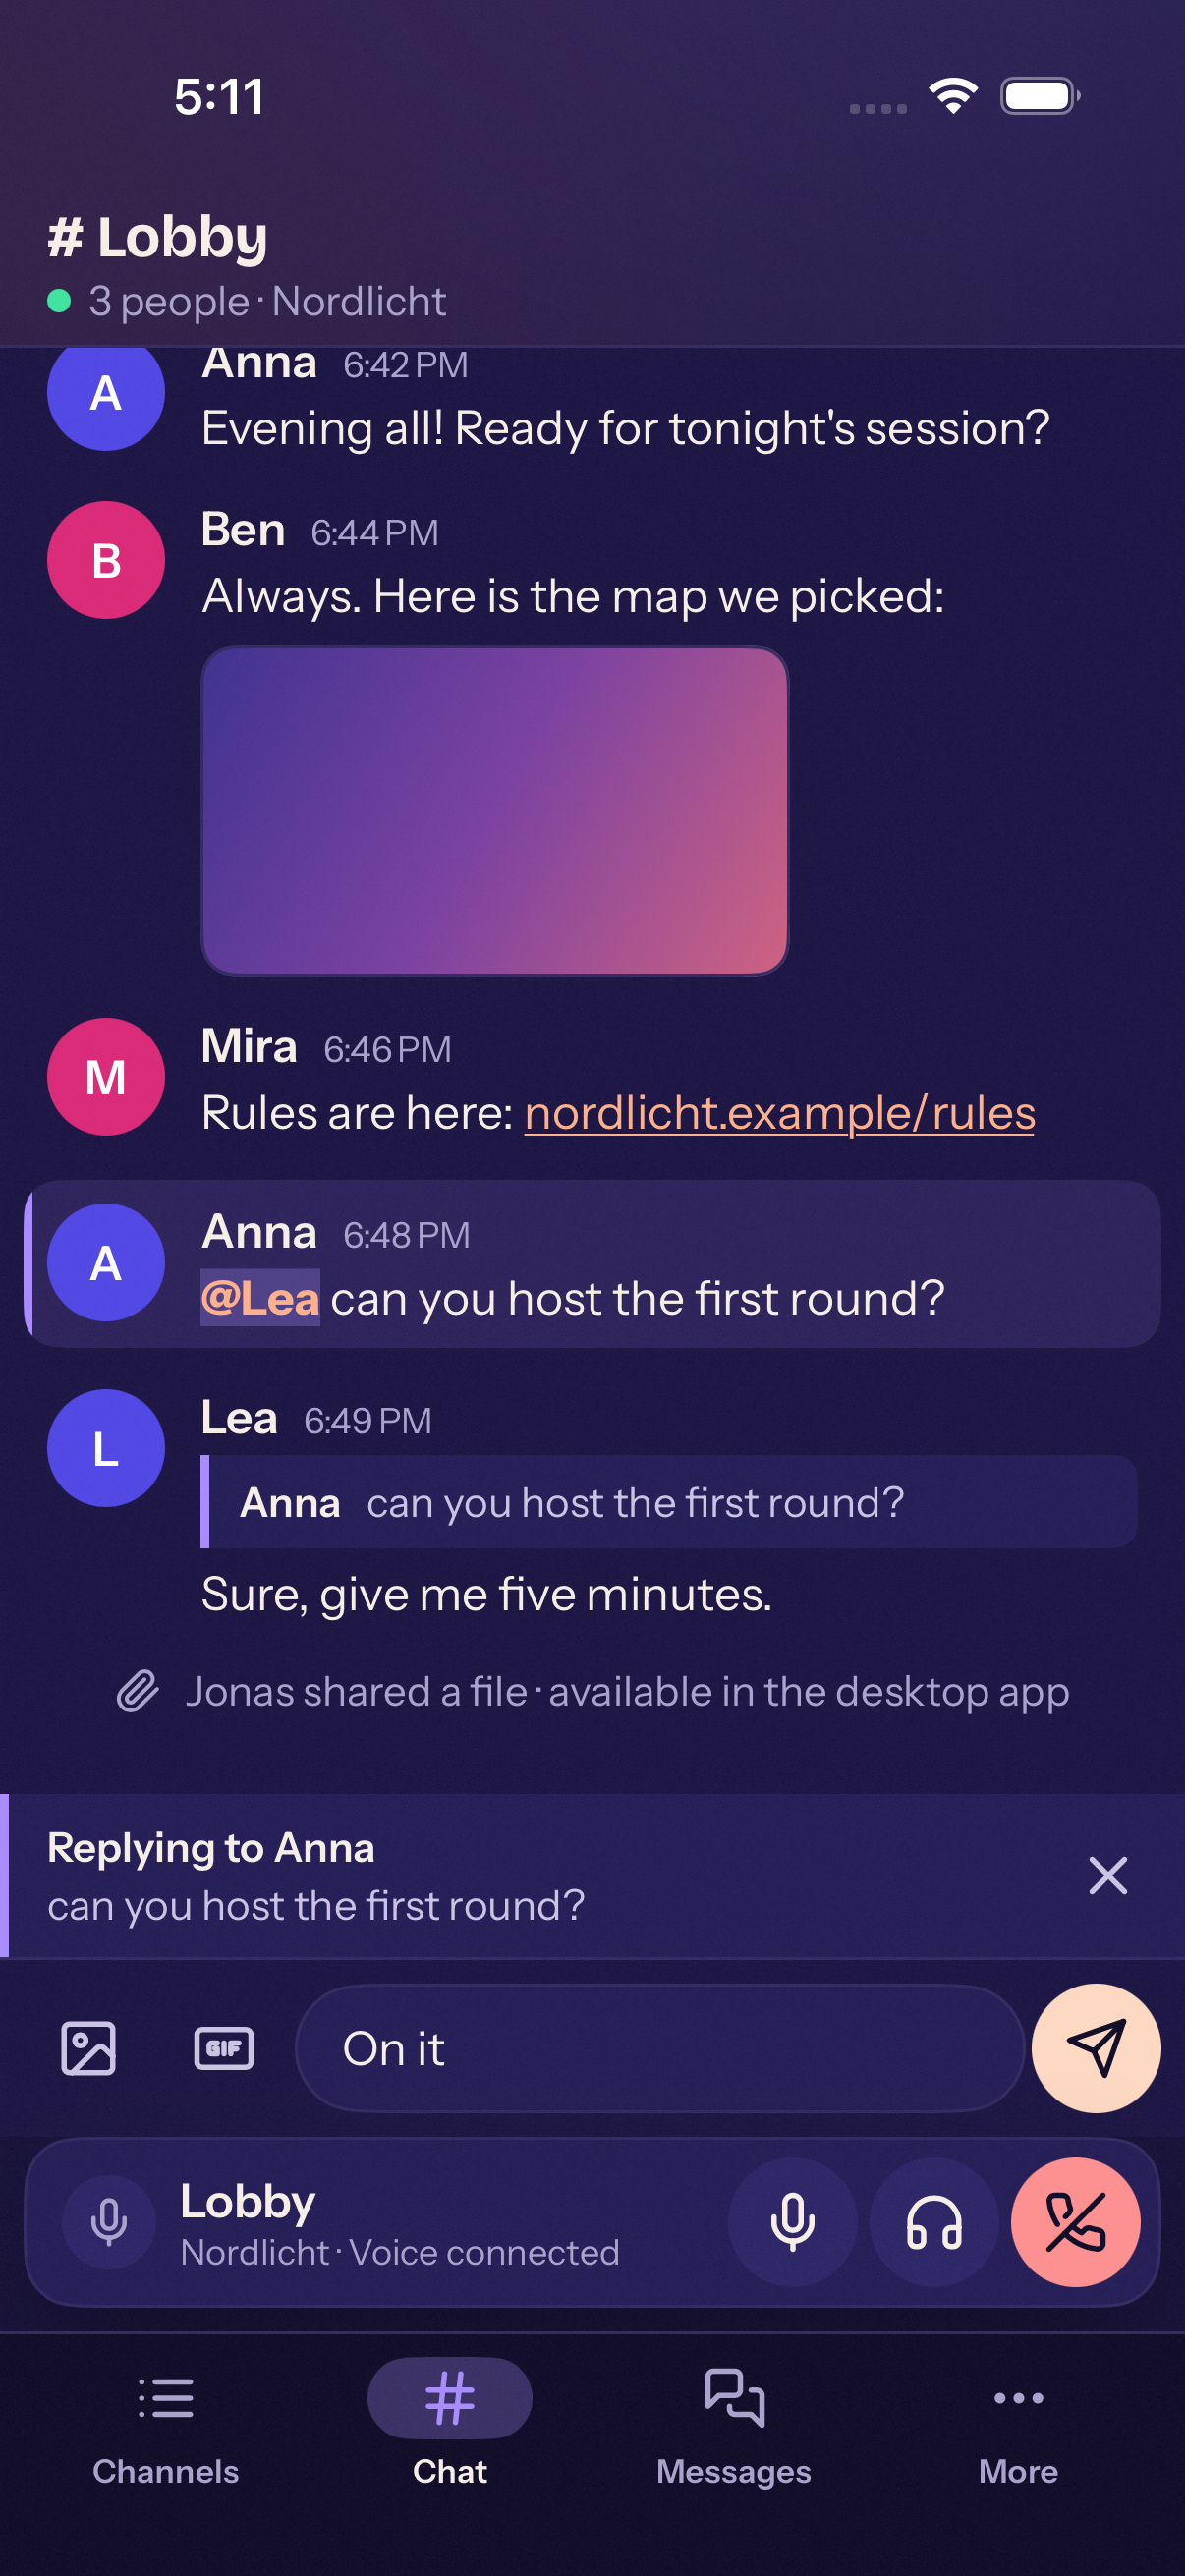 5:11
# Lobby
3 people · Nordlicht
Anna 6:42 PM
A
Evening all! Ready for tonight's session?
B
Ben 6:44 PM
Always. Here is the map we picked:
M
Mira 6:46 PM
Rules are here: nordlicht.example/rules
A
Anna 6:48 PM
@Lea can you host the first round?
L
Lea 6:49 PM
Anna can you host the first round?
Sure, give me five minutes.
Jonas shared a file · available in the desktop app
Replying to Anna
can you host the first round?
GIF
On it
Lobby
Nordlicht · Voice connected
Channels
Chat
Messages
More